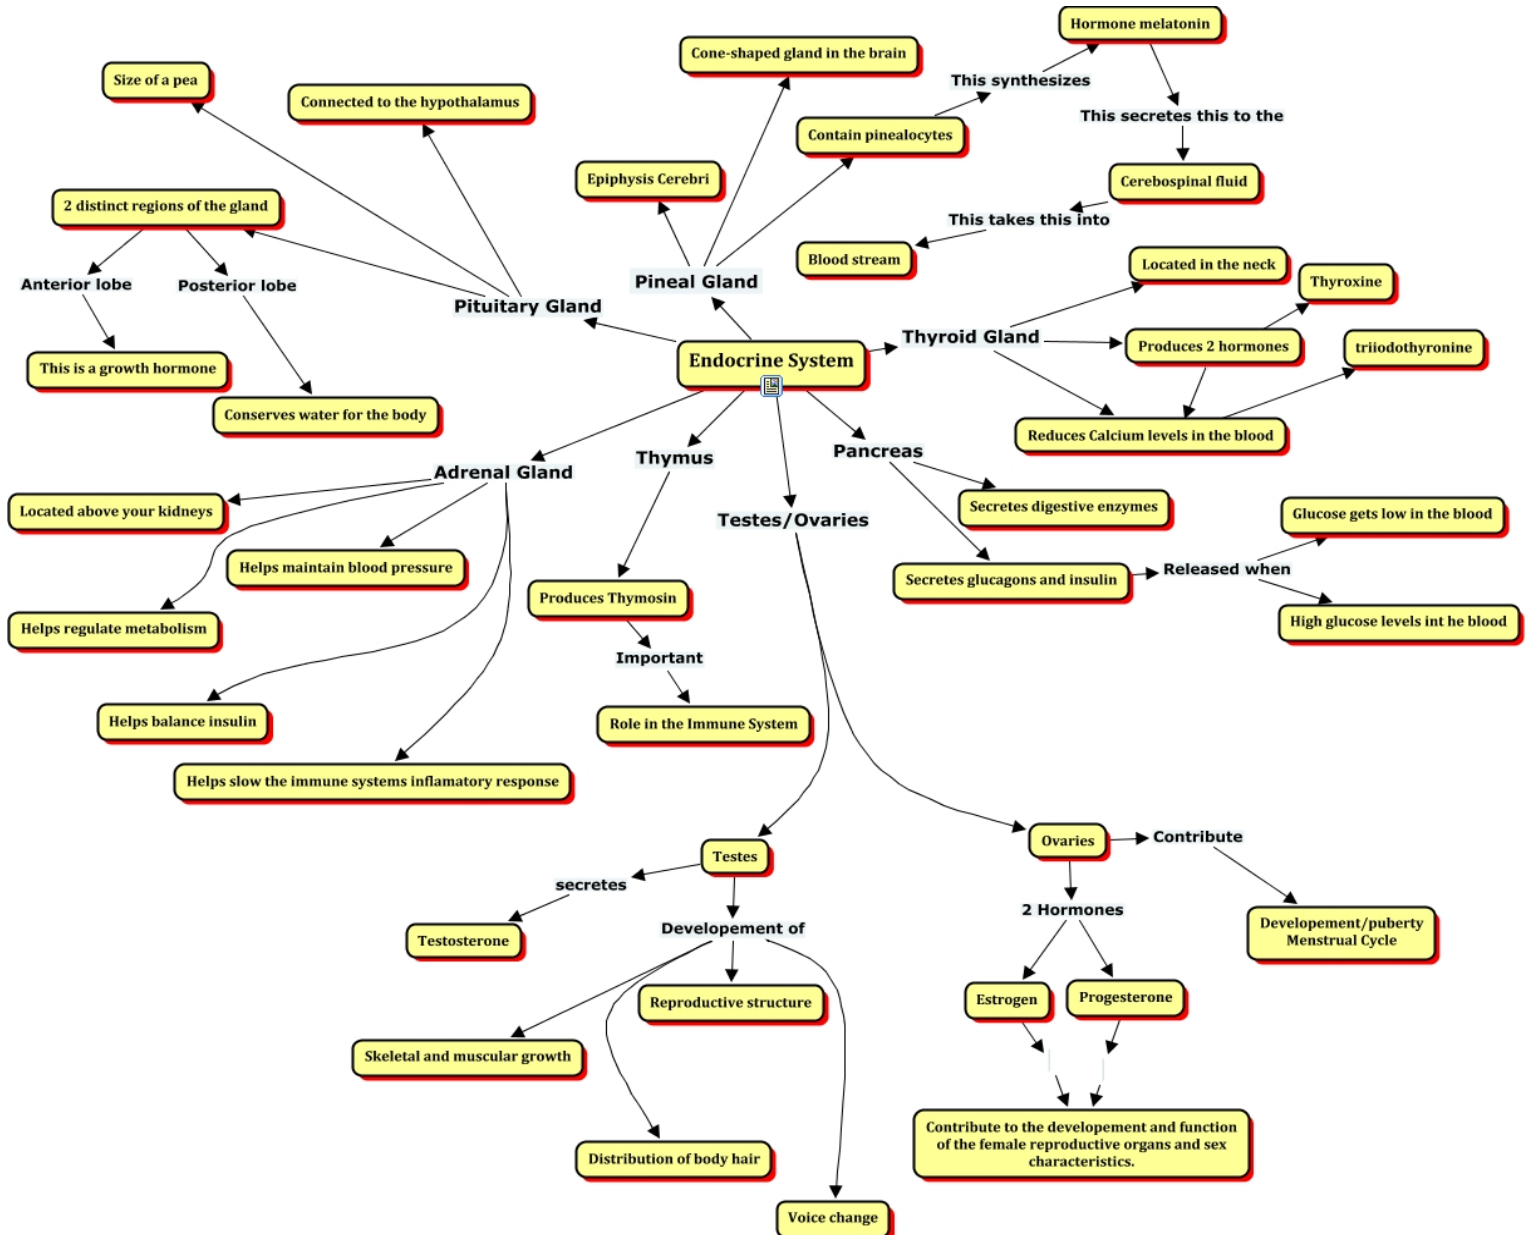 Hormone melatonin
Cone-shaped gland in the brain
Size of a pea
This synthesizes
Connected to the hypothalamus
This secretes this to the
Contain pinealocytes
Epiphysis Cerebri
Cerebospinal fluid
2 distinct regions of the gland
This takes this into
Blood stream
Located in the neck
Anterior lobe
Posterior lobe
Pineal Gland
Thyroxine
Pituitary Gland
Thyroid Gland
Produces 2 hormones
triiodothyronine
Endocrine System
This is a growth hormone
Conserves water for the body
Reduces Calcium levels in the blood
Pancreas
Thymus
Adrenal Gland
Located above your kidneys
Secretes digestive enzymes
Glucose gets low in the blood
Testes/Ovaries
Helps maintain blood pressure
Released when
Secretes glucagons and insulin
Produces Thymosin
Helps regulate metabolism
High glucose levels int he blood
Important
Helps balance insulin
Role in the Immune System
Helps slow the immune systems inflamatory response
Testes
Ovaries
Contribute
secretes
2 Hormones
Developement/puberty
Menstrual Cycle
Testosterone
Developement of
Reproductive structure
Estrogen
Progesterone
Skeletal and muscular growth
Contribute to the developement and function
of the female reproductive organs and sex
characteristics.
Distribution of body hair
Voice change